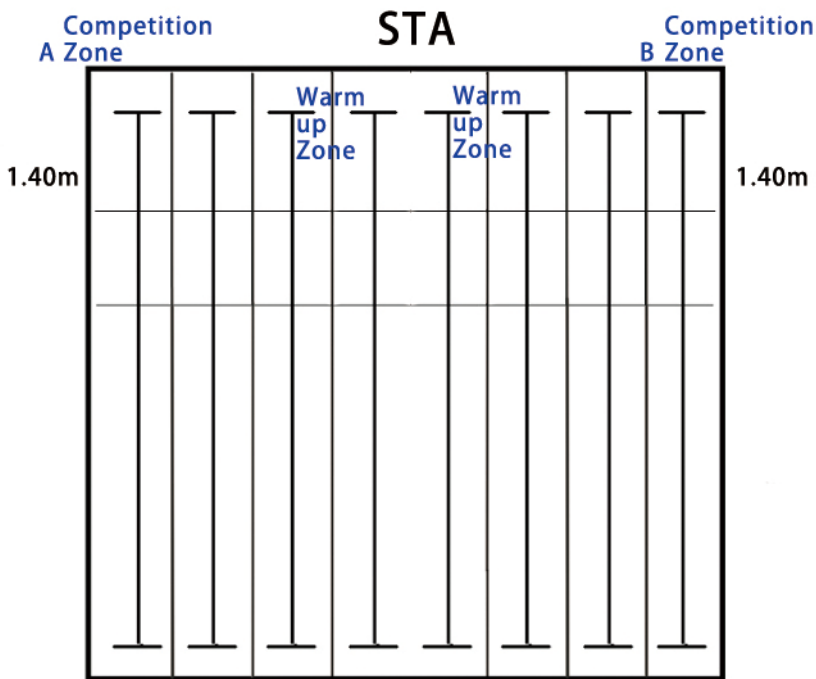 STA
Competition
A Zone
Competition
B Zone
Warm
up
Zone
Warm
up
Zone
1.40m
1.40m